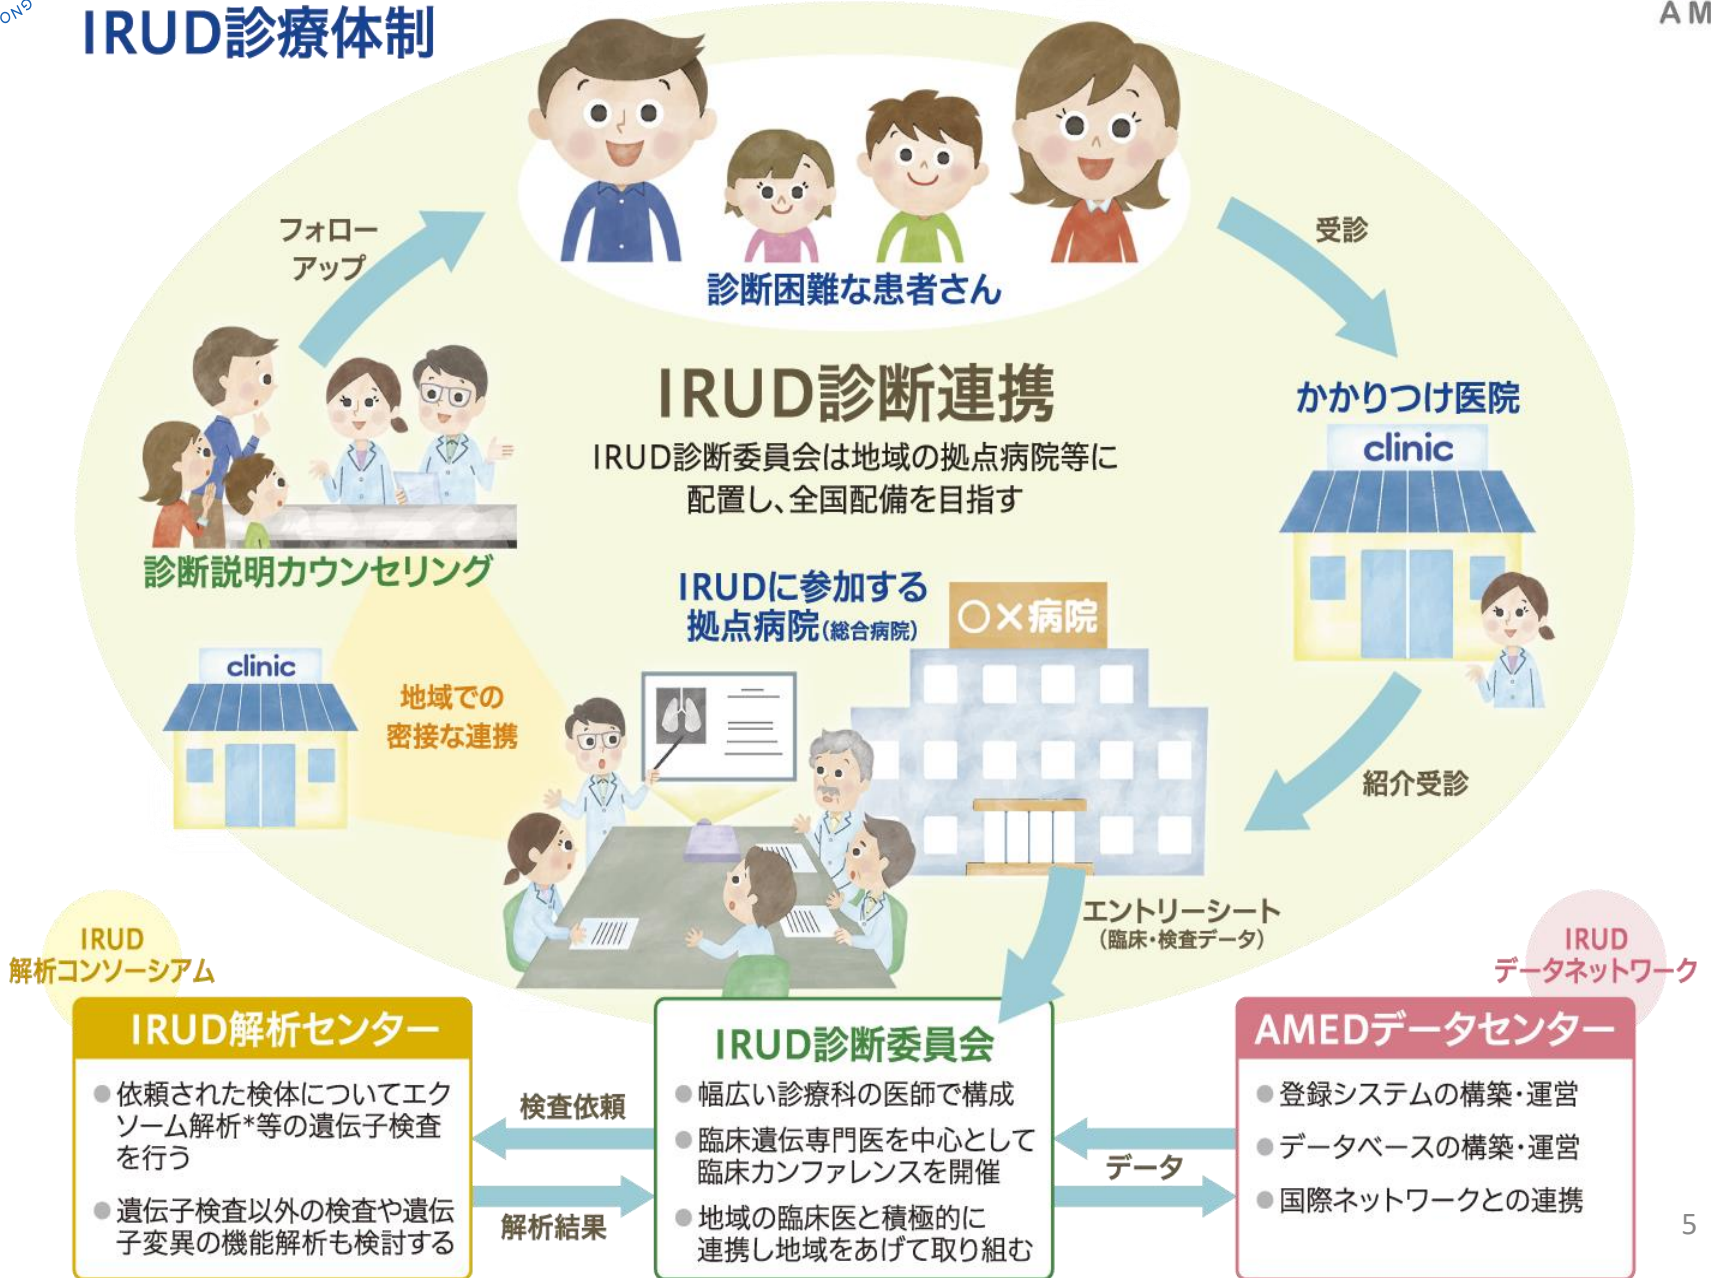 IRUD診療体制
AM
フォロー
アップ
受診
診断困難な患者さん
IRUD診断連携
IRUD診断委員会は地域の拠点病院等に
配置し、全国配備を目指す
かかりつけ医院
clinic
診断説明カウンセリング
IRUDに参加する
拠点病院(総合病院)
〇×病院
clinic
地域での
密接な連携
紹介受診
エントリーシート
(臨床・検査データ)
IRUD
解析コンソーシアム
IRUD
データネットワーク
IRUD解析センター
●依頼された検体についてエク
ソーム解析*等の遺伝子検査
を行う
●遺伝子検査以外の検査や遺伝
子変異の機能解析も検討する
検査依頼
解析結果
IRUD診断委員会
●幅広い診療科の医師で構成
●臨床遺伝専門医を中心として
臨床カンファレンスを開催
●地域の臨床医と積極的に
連携し地域をあげて取り組む
データ
AMEDデータセンター
●登録システムの構築・運営
●データベースの構築・運営
●国際ネットワークとの連携
5